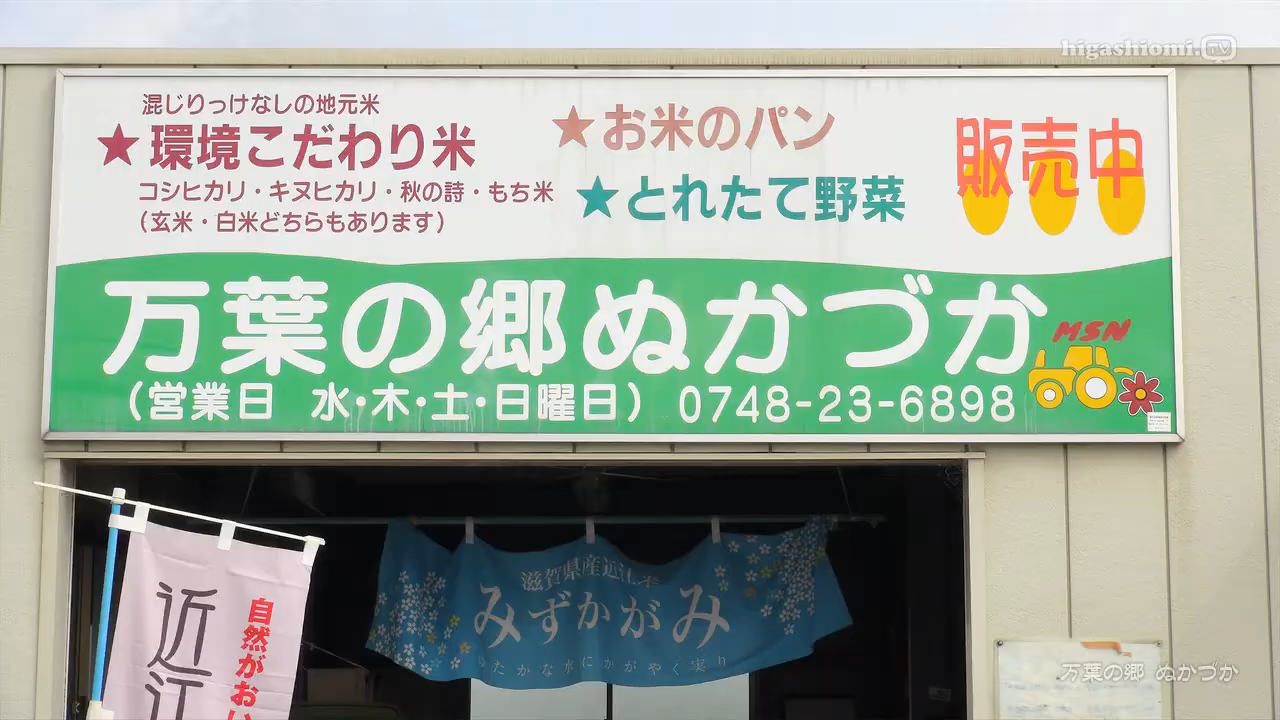 higashiomi.TV
混じりっけなしの地元米
★環境こだわり米
コシヒカリ・キヌヒカリ・秋の詩・もち米
(玄米・白米どちらもあります)
★お米のパン
★とれたて野菜
販売中
万葉の郷ぬかづか
(営業日 水・木・土・日曜日) 0748-23-6898
MSN
滋賀県産近江米
みずかがみ
ゆたかな水にかがやく実り
近江
自然がおい
万葉の郷 ぬかづか